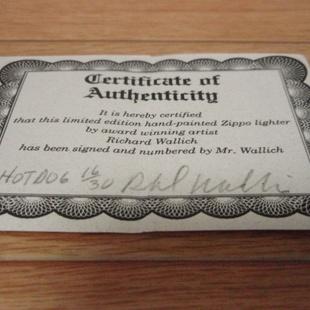 Certificate of
Authenticity
It is hereby certified
that this limited edition hand-painted Zippo lighter
by award winning artist
Richard Wallich
has been signed and numbered by Mr. Wallich
HOTDOG 16/30 R Wallich